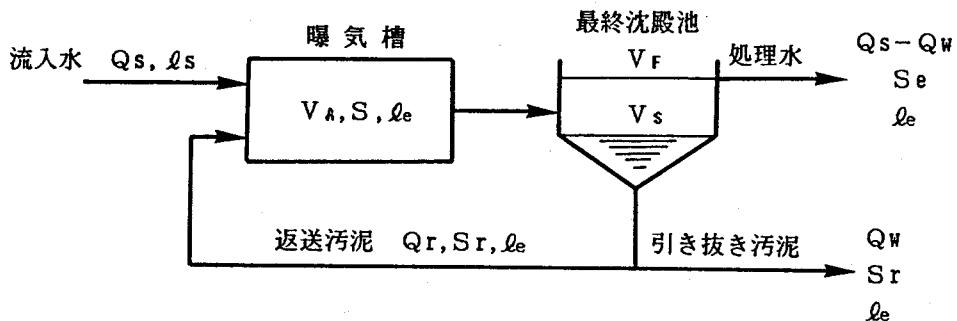 曝気槽
最終沈殿池
流入水 Qs, ℓs
VF
処理水
Qs－Qw
Se
ℓe
VA, S, ℓe
Vs
返送汚泥 Qr, Sr, ℓe
引き抜き汚泥
Qw
Sr
ℓe